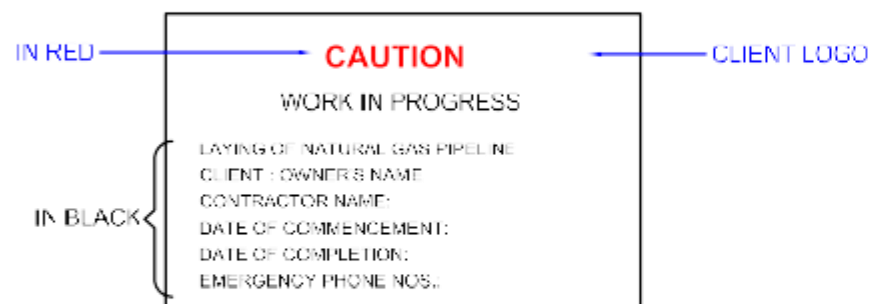 IN RED
CAUTION
CLIENT LOGO
WORK IN PROGRESS
LAYING OF NATURAL GAS PIPELINE
CLIENT : OWNER'S NAME
CONTRACTOR NAME:
IN BLACK
DATE OF COMMENCEMENT:
DATE OF COMPLETION:
EMERGENCY PHONE NOS.: